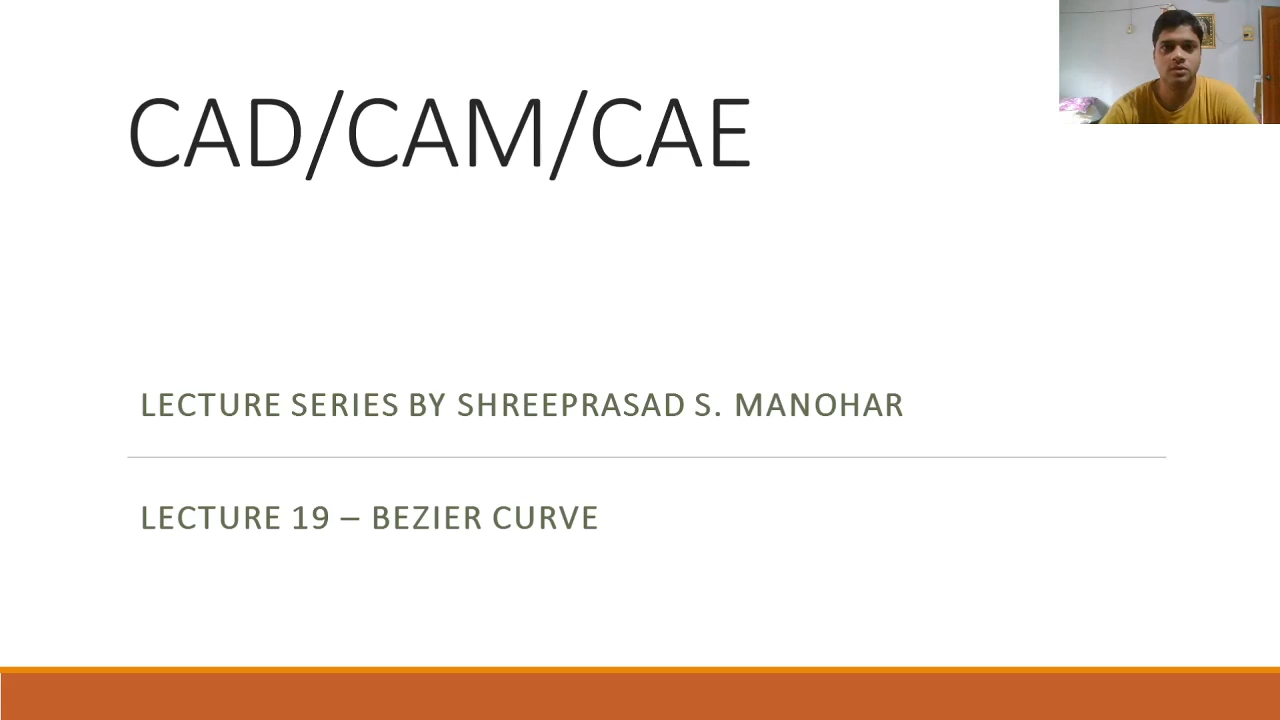 CAD/CAM/CAE
LECTURE SERIES BY SHREEPRASAD S. MANOHAR
LECTURE 19 – BEZIER CURVE